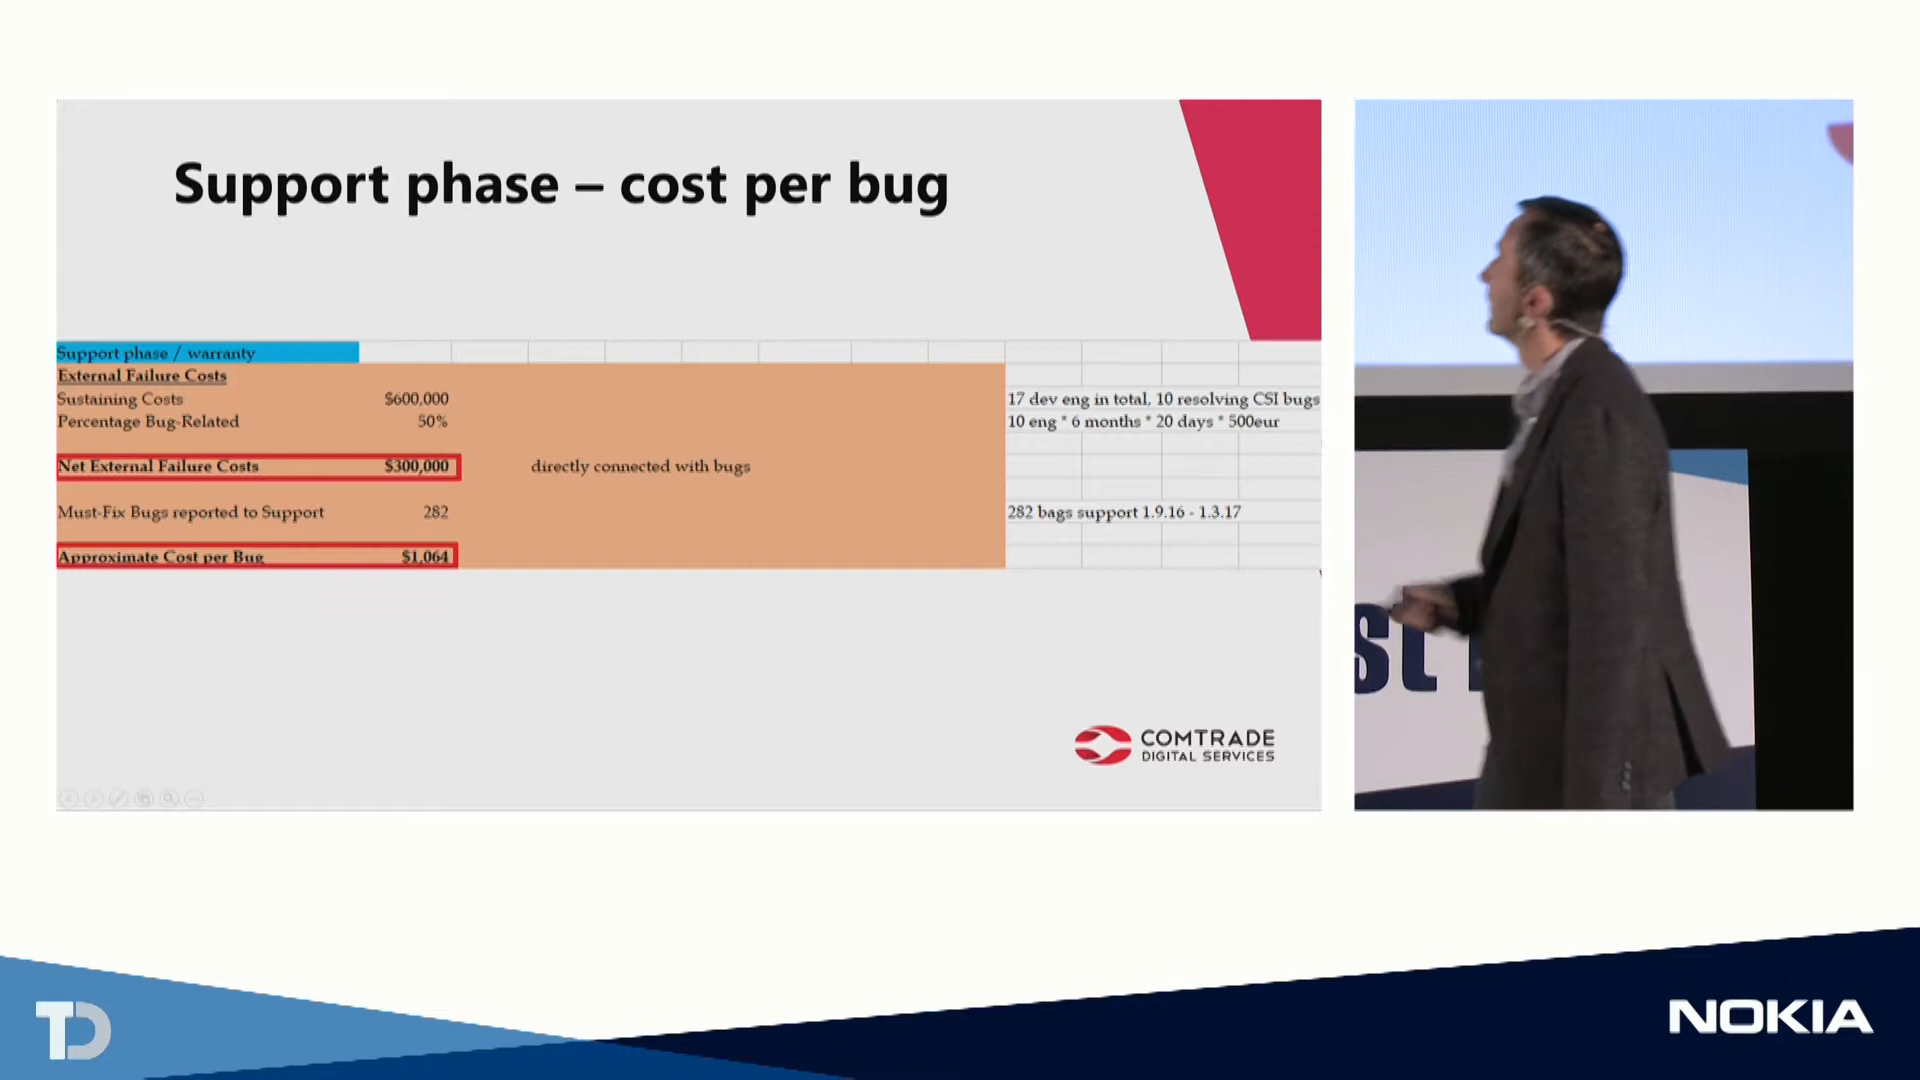 Support phase – cost per bug
Support phase / warranty
External Failure Costs
Sustaining Costs $600,000 17 dev eng in total, 10 resolving CSI bugs
Percentage Bug-Related 50% 10 eng * 6 months * 20 days * 500eur
Net External Failure Costs $300,000 directly connected with bugs
Must-Fix Bugs reported to Support 282 282 bags support 1.9.16 - 1.3.17
Approximate Cost per Bug $1,064
COMTRADE
DIGITAL SERVICES
st
TD
NOKIA